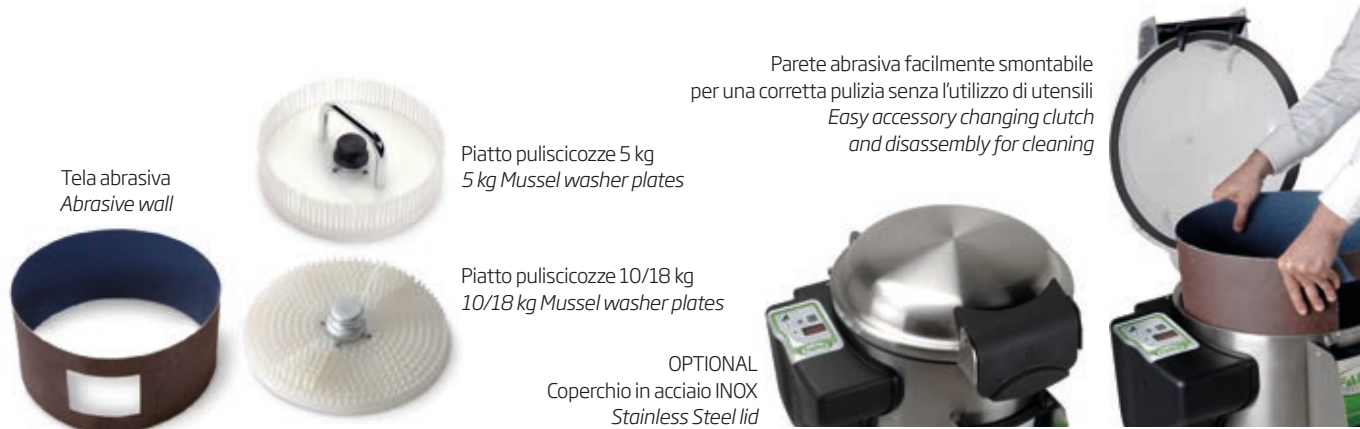 Tela abrasiva
Abrasive wall
Piatto puliscicozze 5 kg
5 kg Mussel washer plates
Piatto puliscicozze 10/18 kg
10/18 kg Mussel washer plates
Parete abrasiva facilmente smontabile
per una corretta pulizia senza l'utilizzo di utensili
Easy accessory changing clutch
and disassembly for cleaning
OPTIONAL
Coperchio in acciaio INOX
Stainless Steel lid